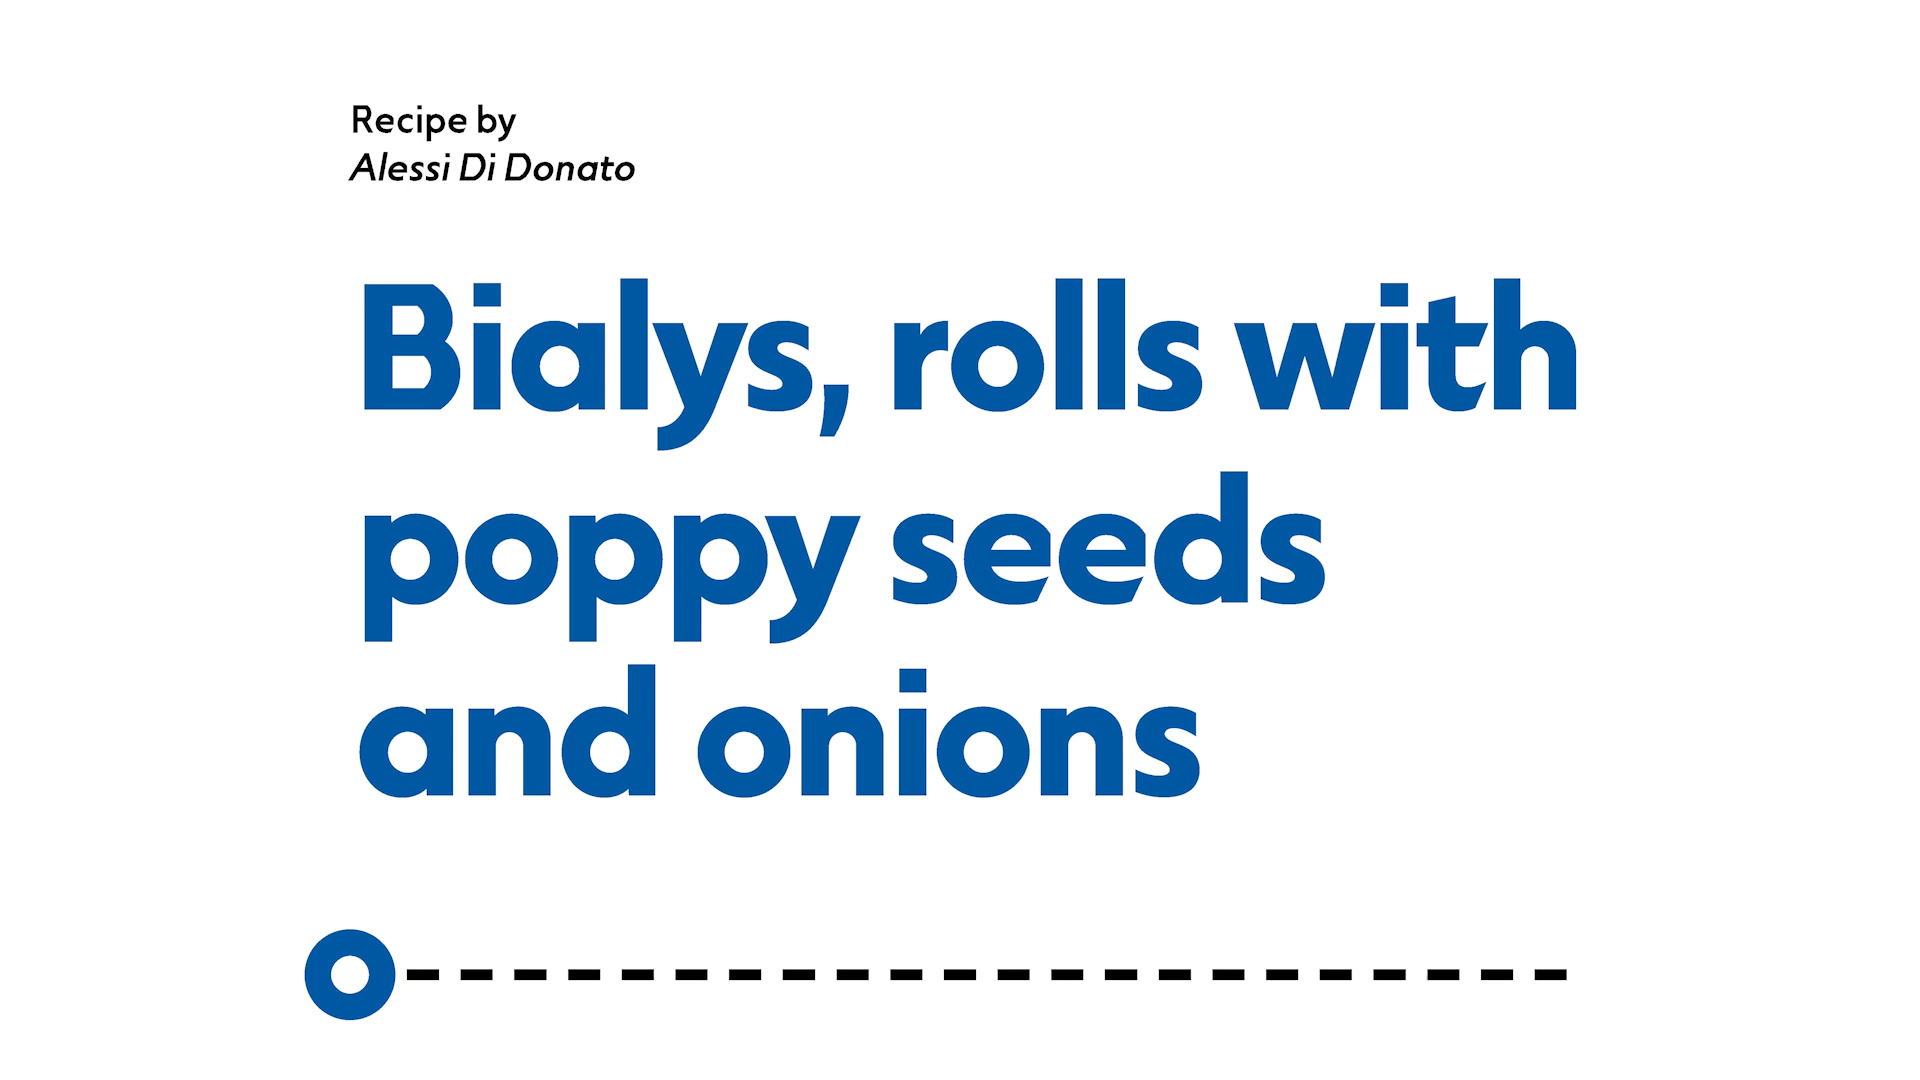 Recipe by
Alessi Di Donato
Bialys, rolls with
poppy seeds
and onions